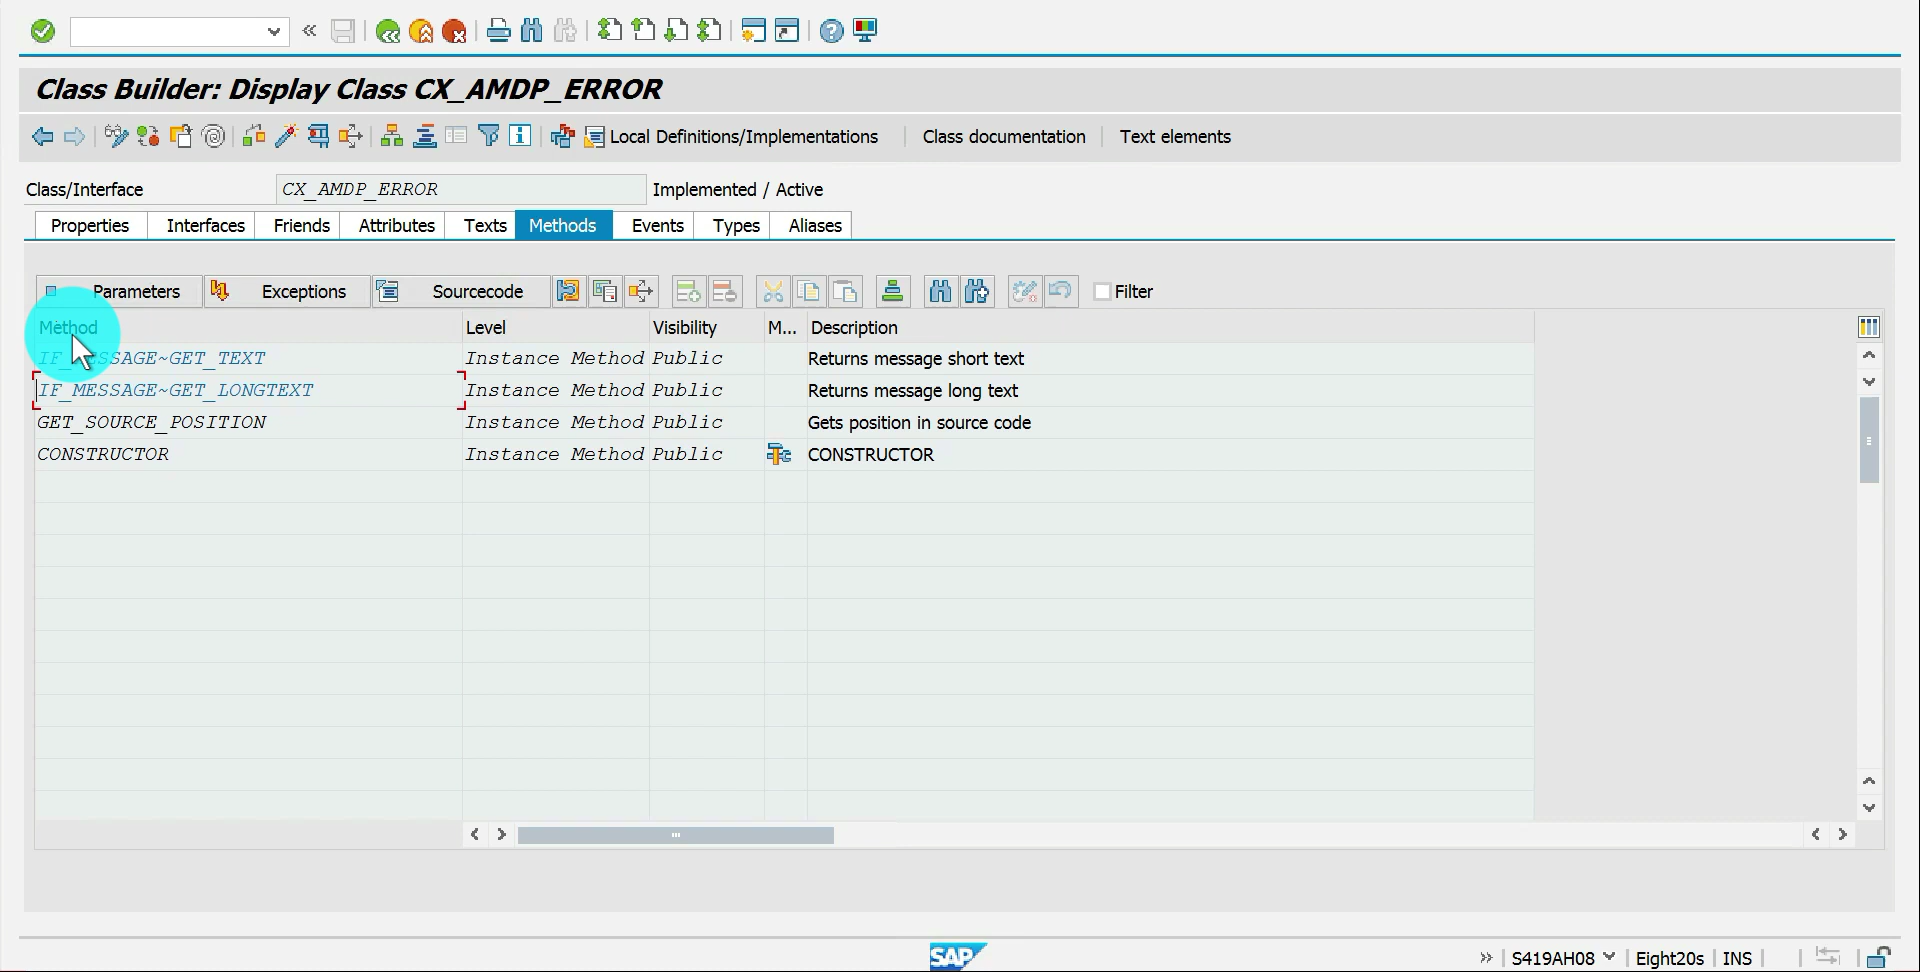 Class Builder: Display Class CX_AMDP_ERROR
Local Definitions/Implementations Class documentation Text elements
Class/Interface CX_AMDP_ERROR Implemented / Active
Properties Interfaces Friends Attributes Texts Methods Events Types Aliases
Parameters Exceptions Sourcecode Filter
Method Level Visibility M... Description
IF_MESSAGE~GET_TEXT Instance Method Public Returns message short text
IF_MESSAGE~GET_LONGTEXT Instance Method Public Returns message long text
GET_SOURCE_POSITION Instance Method Public Gets position in source code
CONSTRUCTOR Instance Method Public CONSTRUCTOR
SAP S419AH08 Eight20s INS